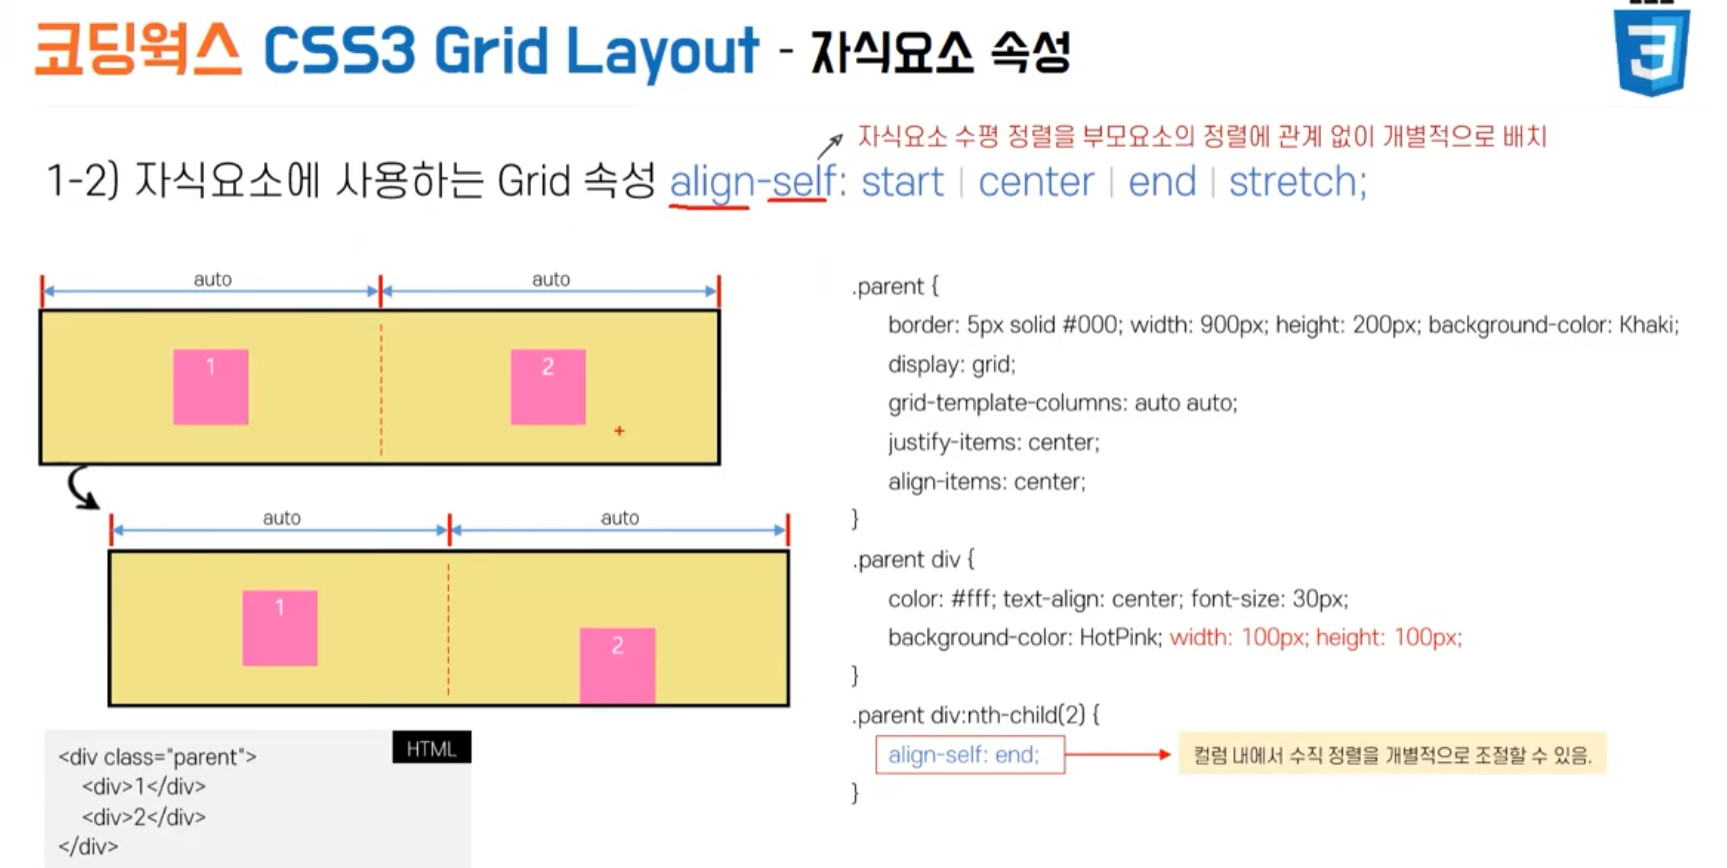 코딩웍스 CSS3 Grid Layout - 자식요소 속성
3
자식요소 수평 정렬을 부모요소의 정렬에 관계 없이 개별적으로 배치
1-2) 자식요소에 사용하는 Grid 속성 align-self: start | center | end | stretch;
auto auto
1 2
auto auto
1
2
HTML
<div class="parent">
<div>1</div>
<div>2</div>
</div>
.parent {
border: 5px solid #000; width: 900px; height: 200px; background-color: Khaki;
display: grid;
grid-template-columns: auto auto;
justify-items: center;
align-items: center;
}
.parent div {
color: #fff; text-align: center; font-size: 30px;
background-color: HotPink; width: 100px; height: 100px;
}
.parent div:nth-child(2) {
align-self: end;
컬럼 내에서 수직 정렬을 개별적으로 조절할 수 있음.
}